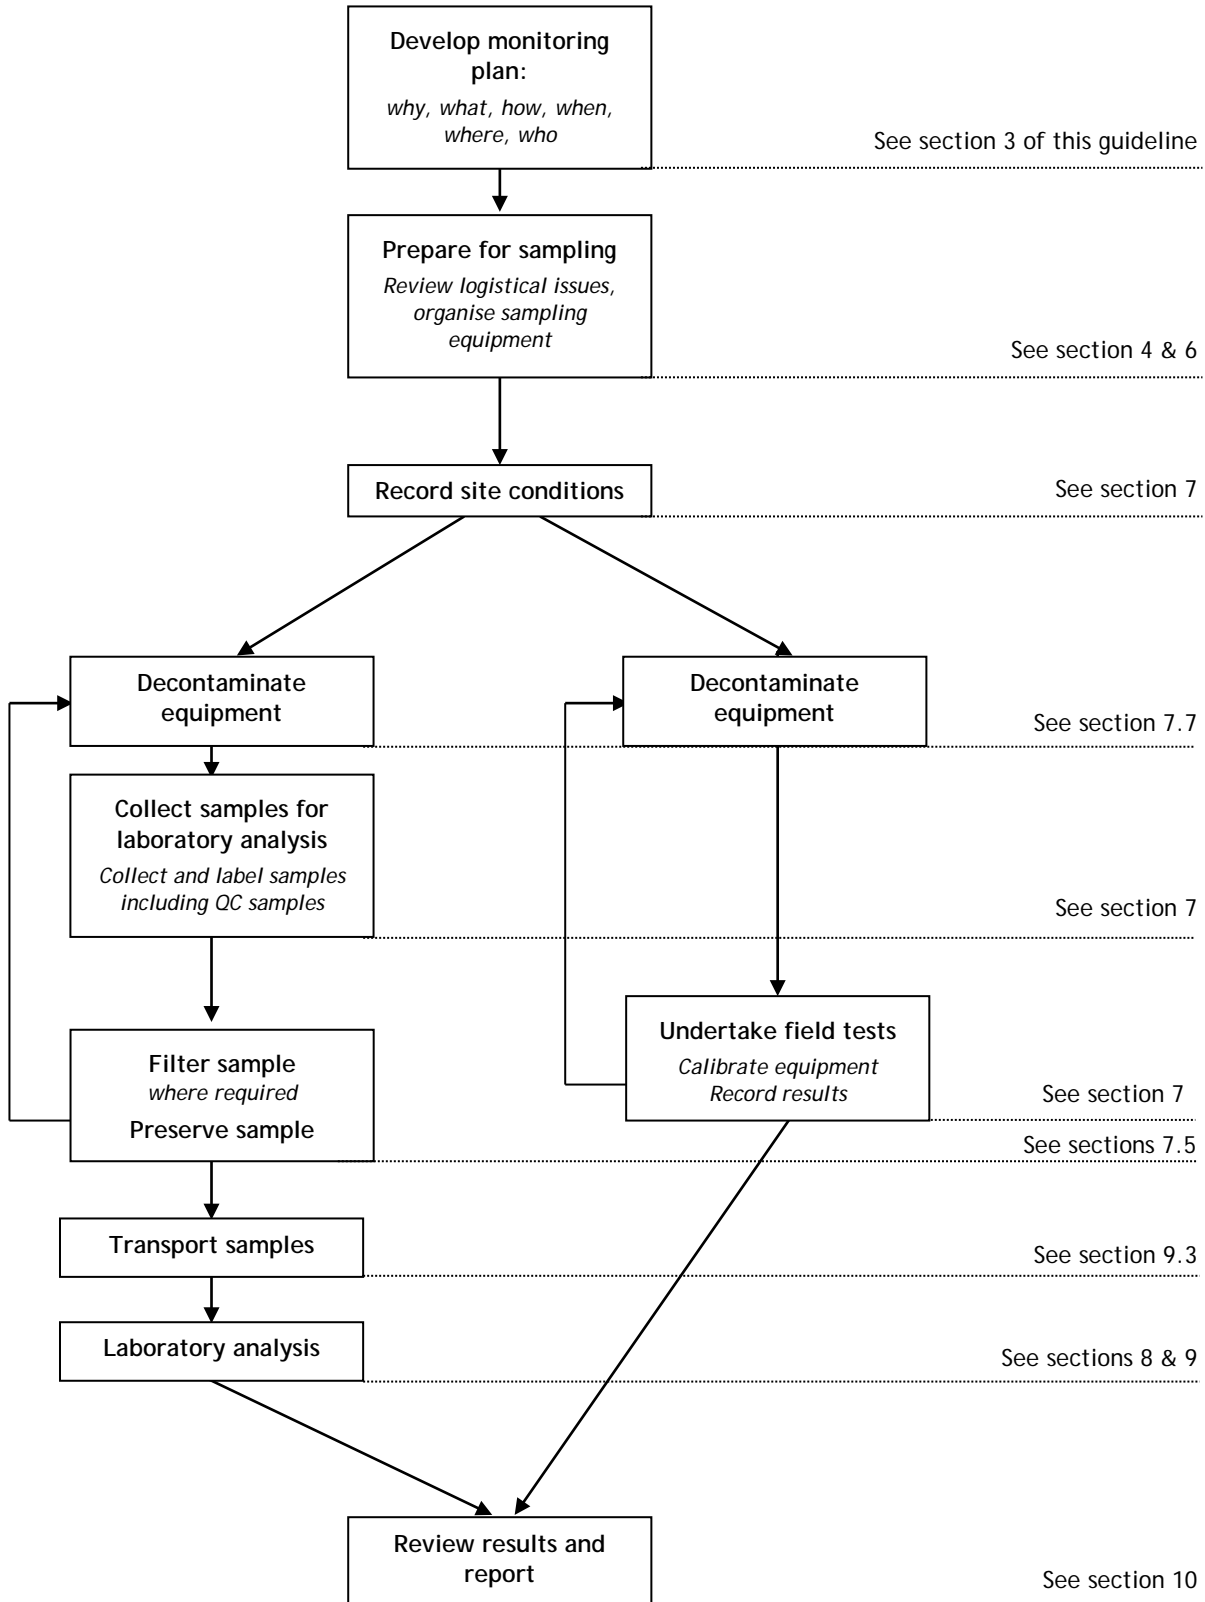 Develop monitoring
plan:
why, what, how, when,
where, who
See section 3 of this guideline
Prepare for sampling
Review logistical issues,
organise sampling
equipment
See section 4 & 6
Record site conditions
See section 7
Decontaminate
equipment
Decontaminate
equipment
See section 7.7
Collect samples for
laboratory analysis
Collect and label samples
including QC samples
See section 7
Undertake field tests
Calibrate equipment
Record results
See section 7
Filter sample
where required
Preserve sample
See sections 7.5
Transport samples
See section 9.3
Laboratory analysis
See sections 8 & 9
Review results and
report
See section 10